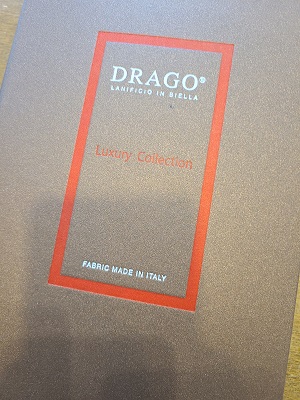 DRAGO®
LANIFICIO IN BIELLA
Luxury Collection
FABRIC MADE IN ITALY